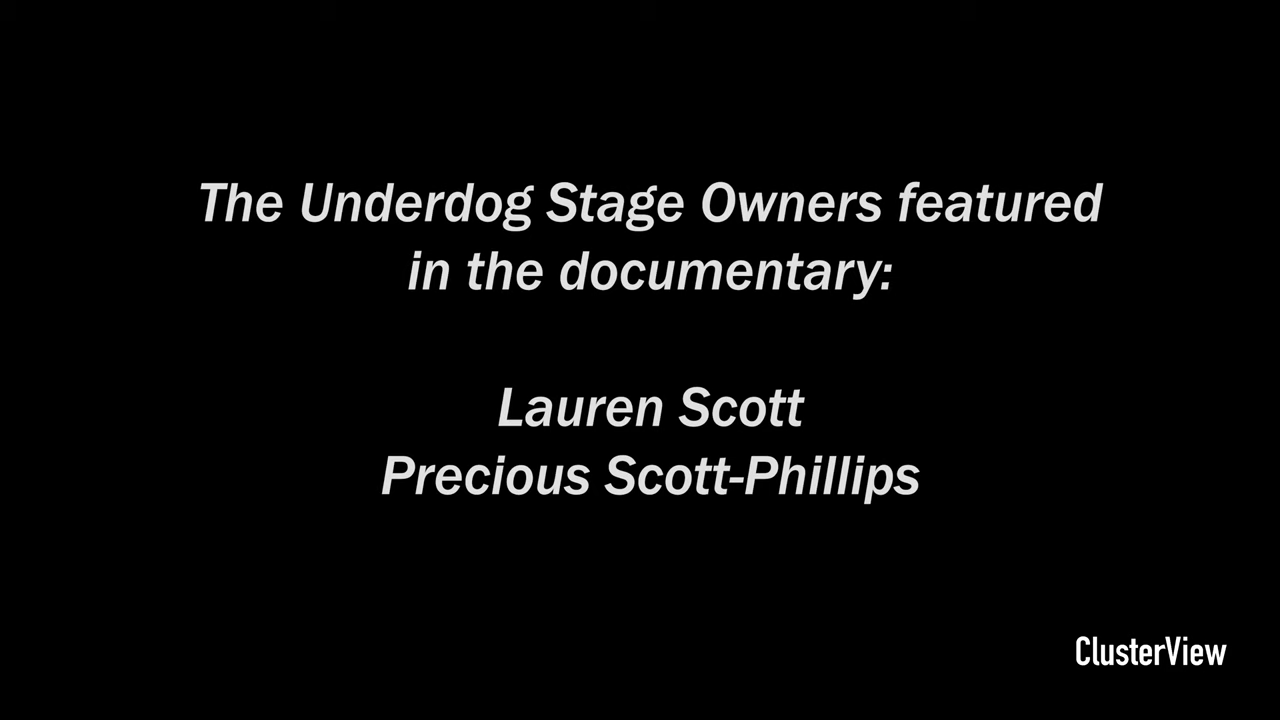 The Underdog Stage Owners featured
in the documentary:
Lauren Scott
Precious Scott-Phillips
ClusterView